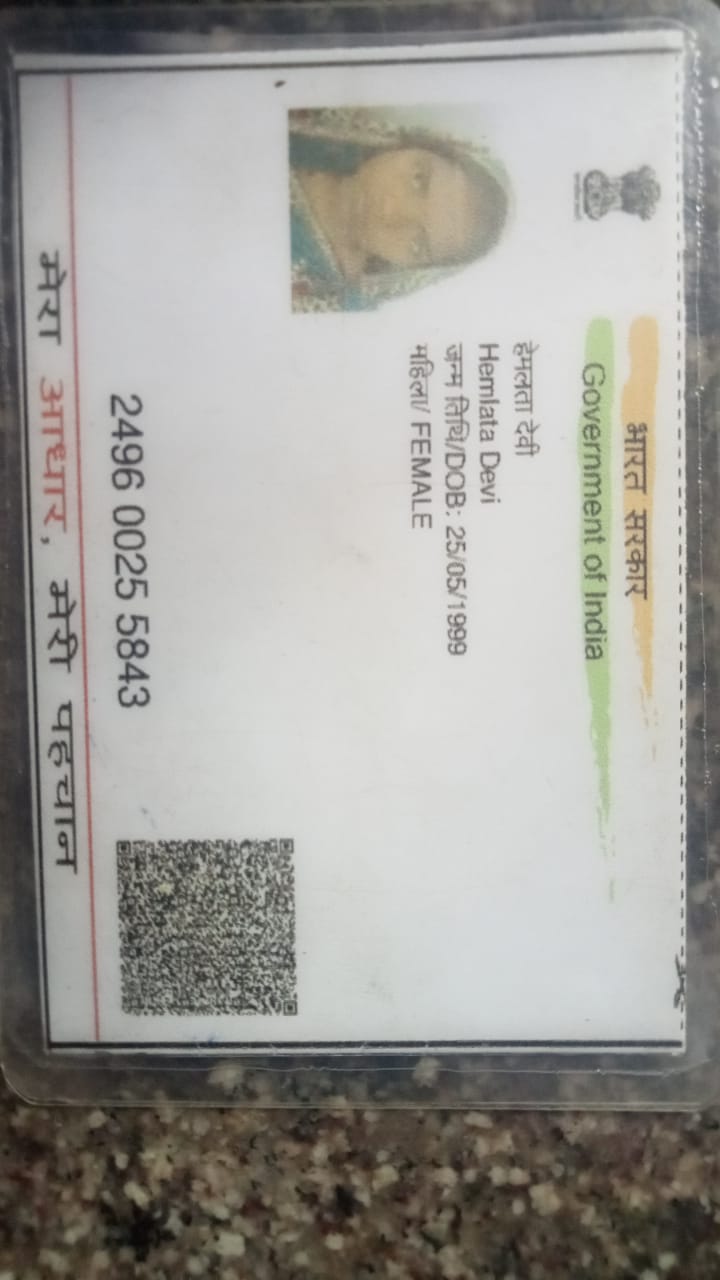 भारत सरकार
Government of India
हेमलता देवी
Hemlata Devi
जन्म तिथि/DOB: 25/05/1999
महिला/ FEMALE
2496 0025 5843
मेरा आधार, मेरी पहचान